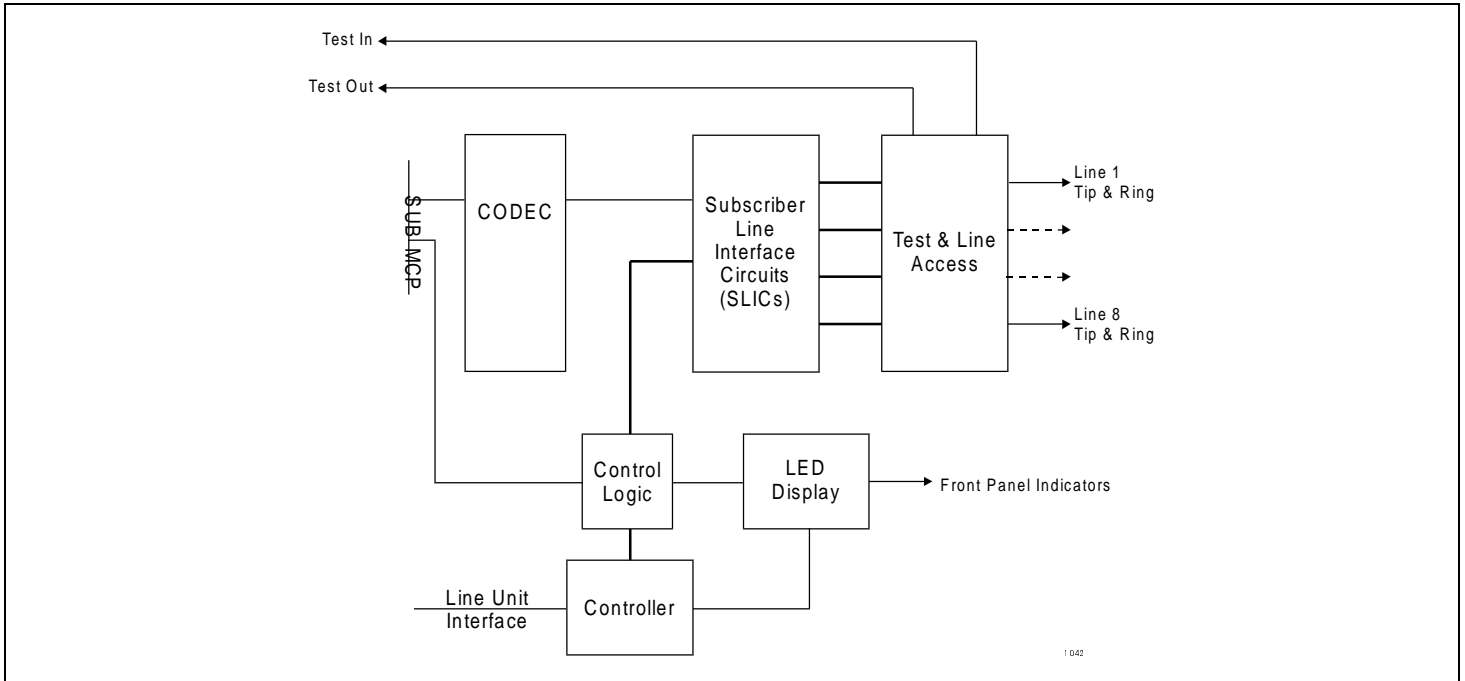 Test In
Test Out
CODEC
Subscriber
Line
Interface
Circuits
(SLICs)
Test & Line
Access
Line 1
Tip & Ring
SUB MCP
Line 8
Tip & Ring
Control
Logic
LED
Display
Front Panel Indicators
Line Unit
Interface
Controller
1042